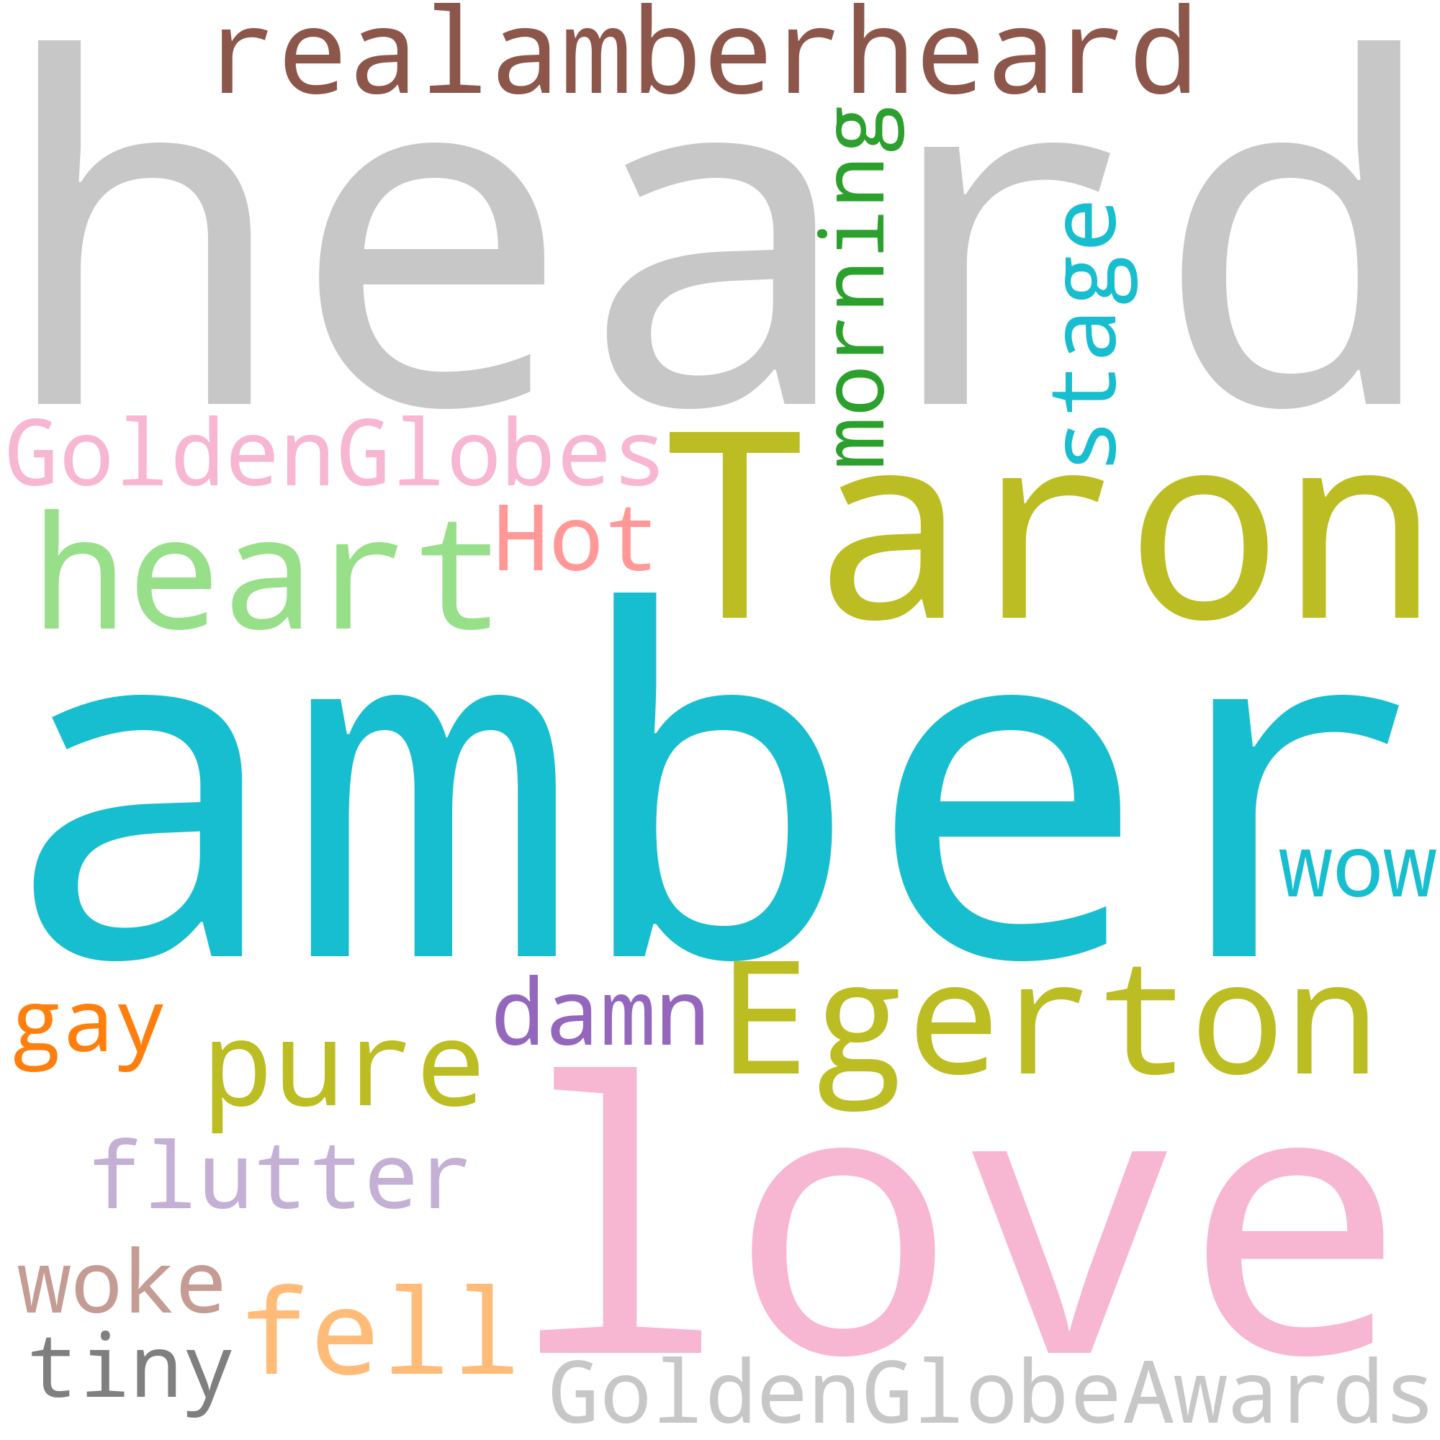 realamberheard
heard
morning
stage
GoldenGlobes
Taron
heart
Hot
amber
wow
Egerton
damn
gay
pure
love
flutter
woke
fell
tiny
GoldenGlobeAwards